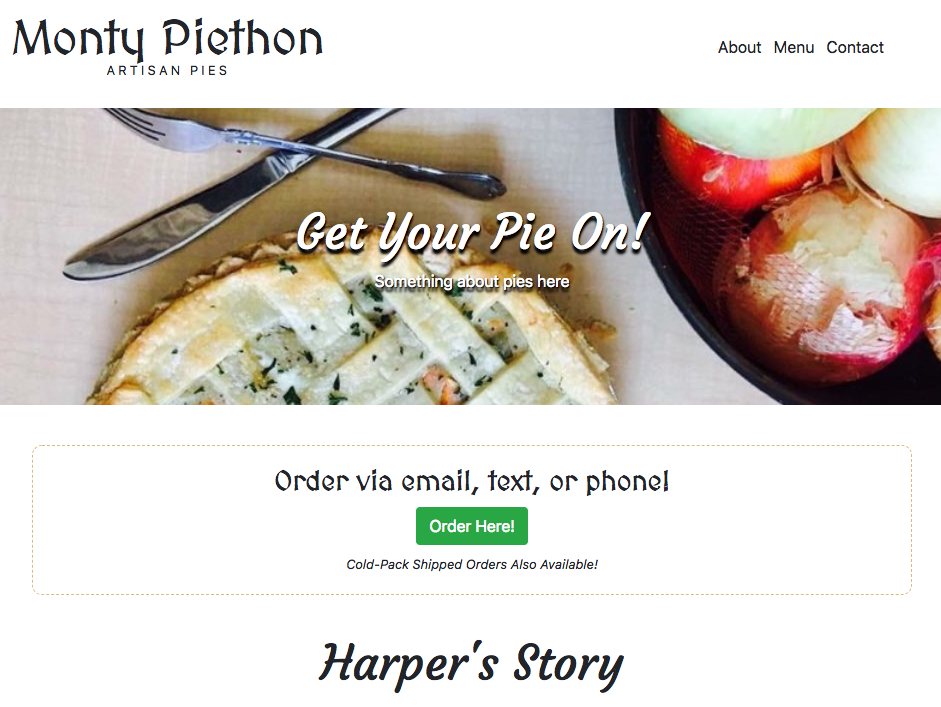 Monty Piethon
ARTISAN PIES
About Menu Contact
Get Your Pie On!
Something about pies here
Order via email, text, or phone!
Order Here!
Cold-Pack Shipped Orders Also Available!
Harper's Story